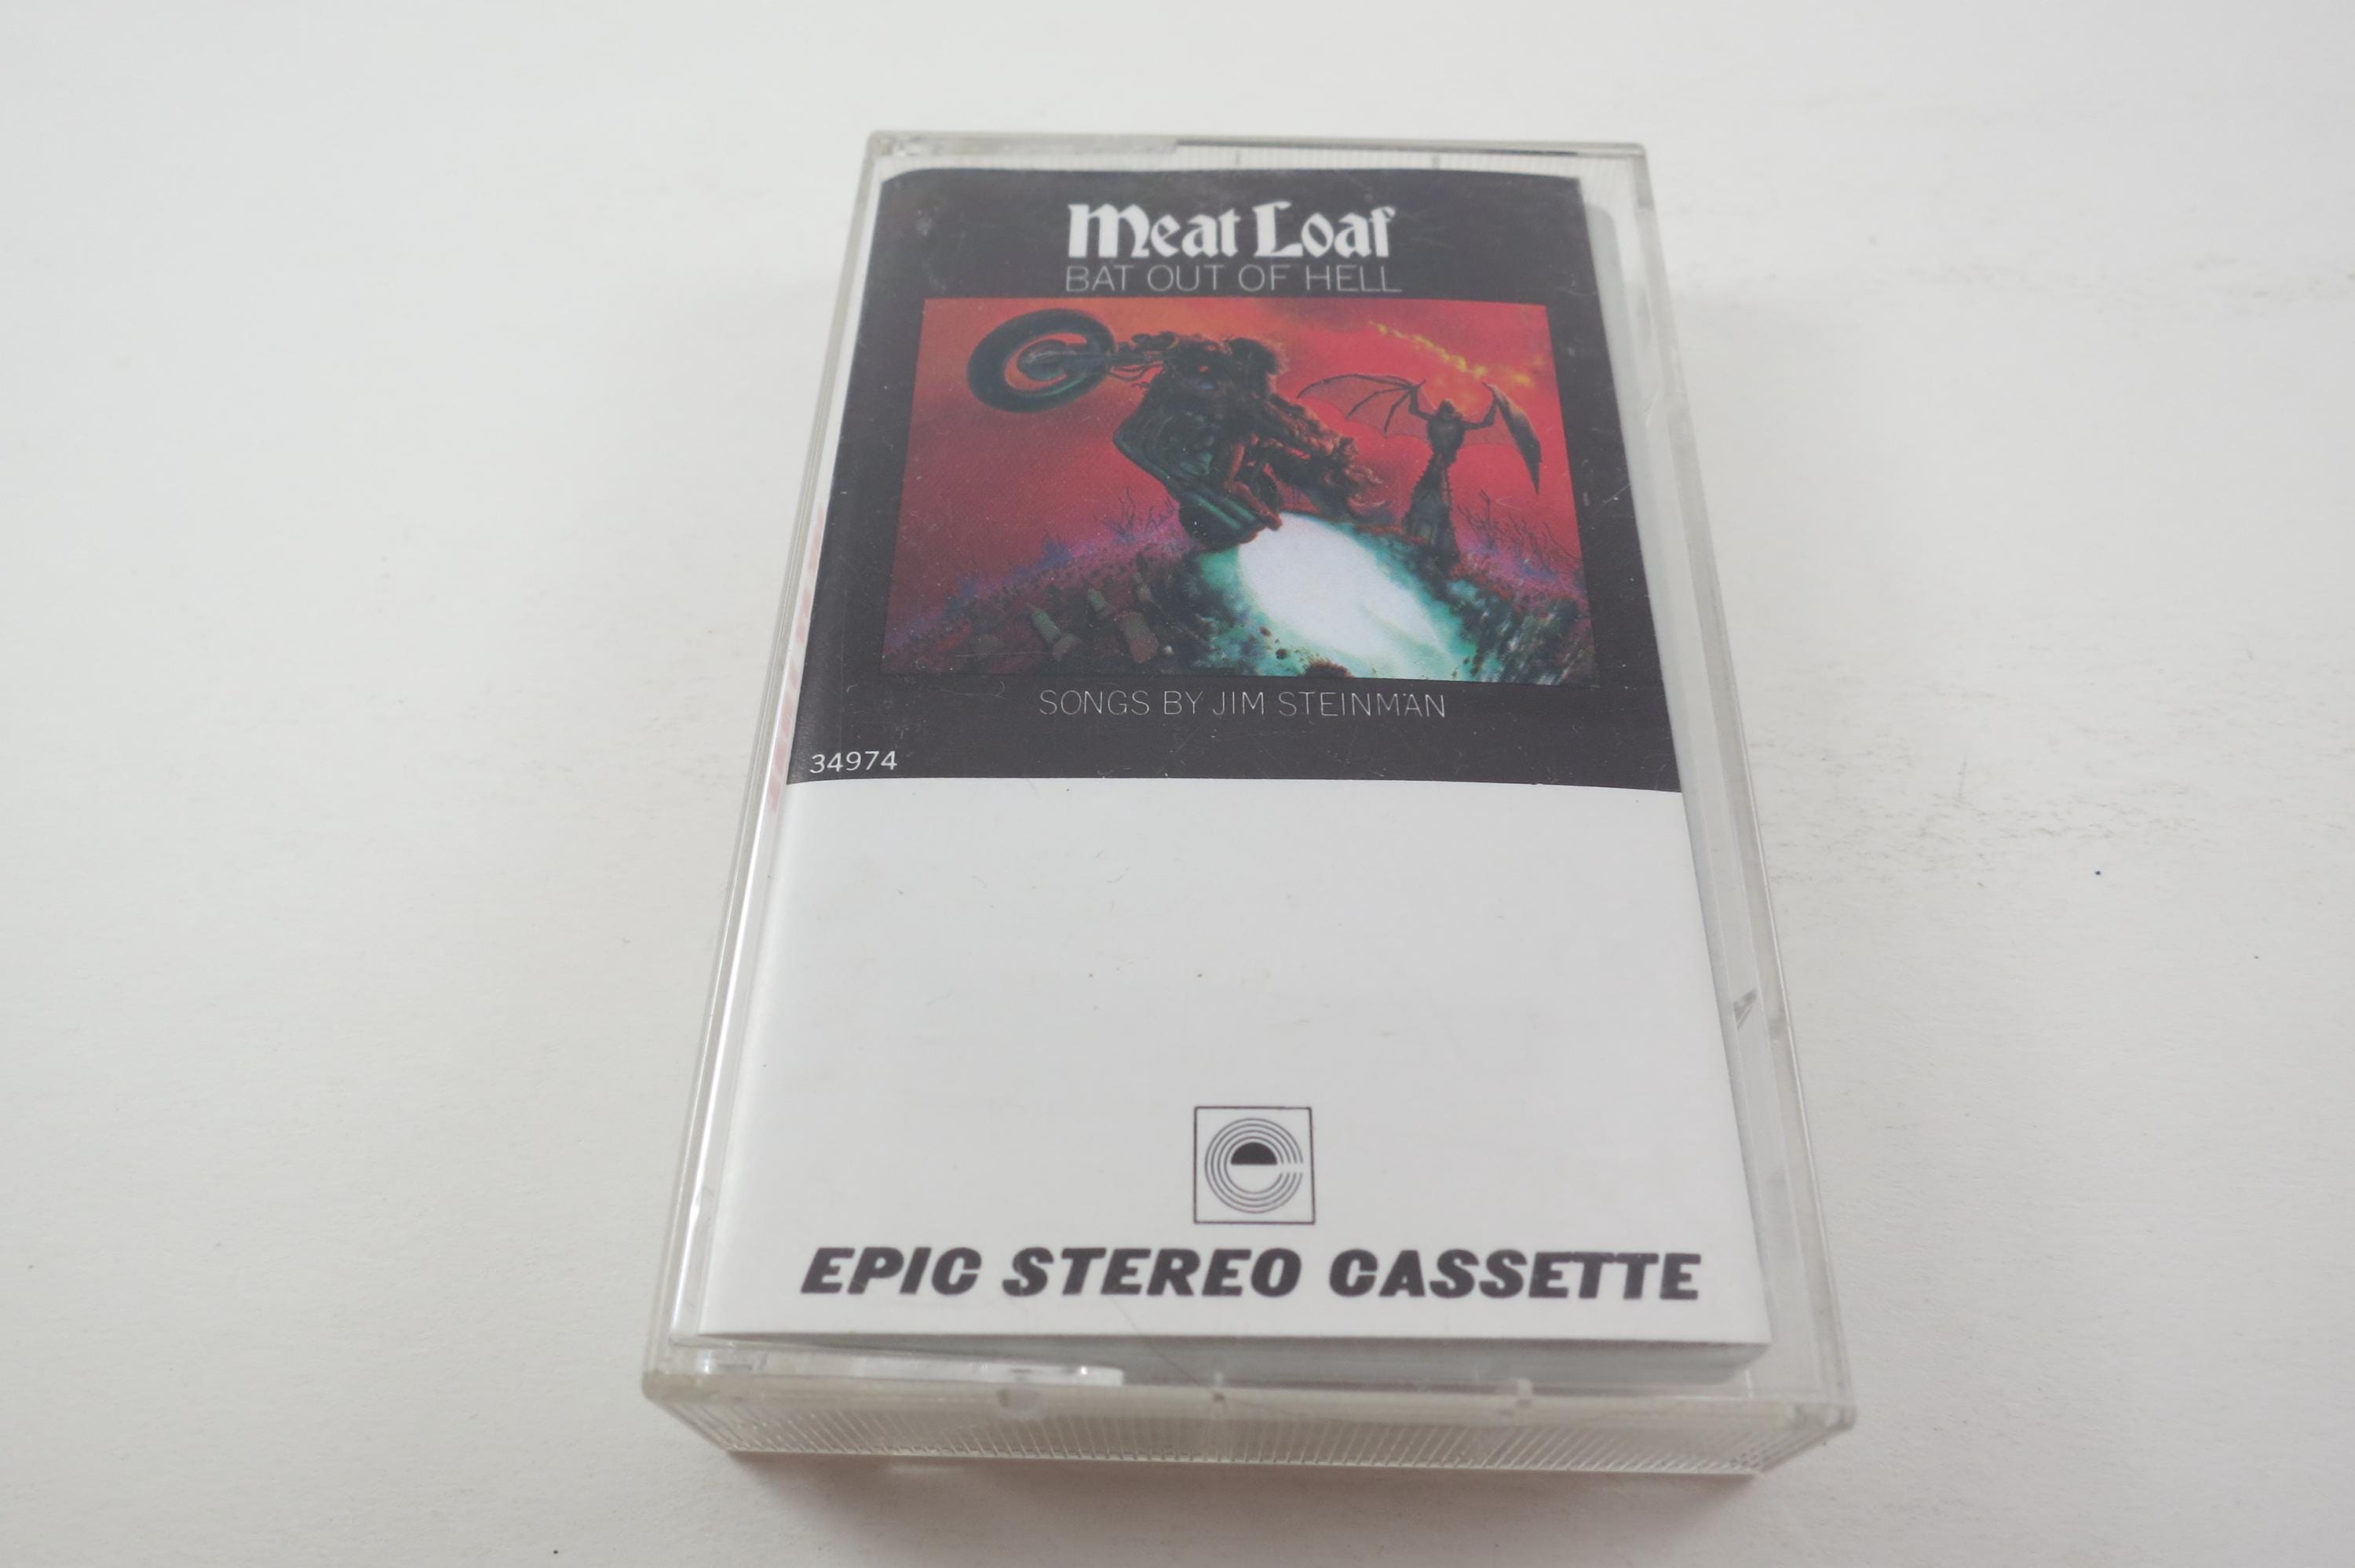 Meat Loaf
BAT OUT OF HELL
SONGS BY JIM STEINMAN
34974
e
EPIC STEREO CASSETTE